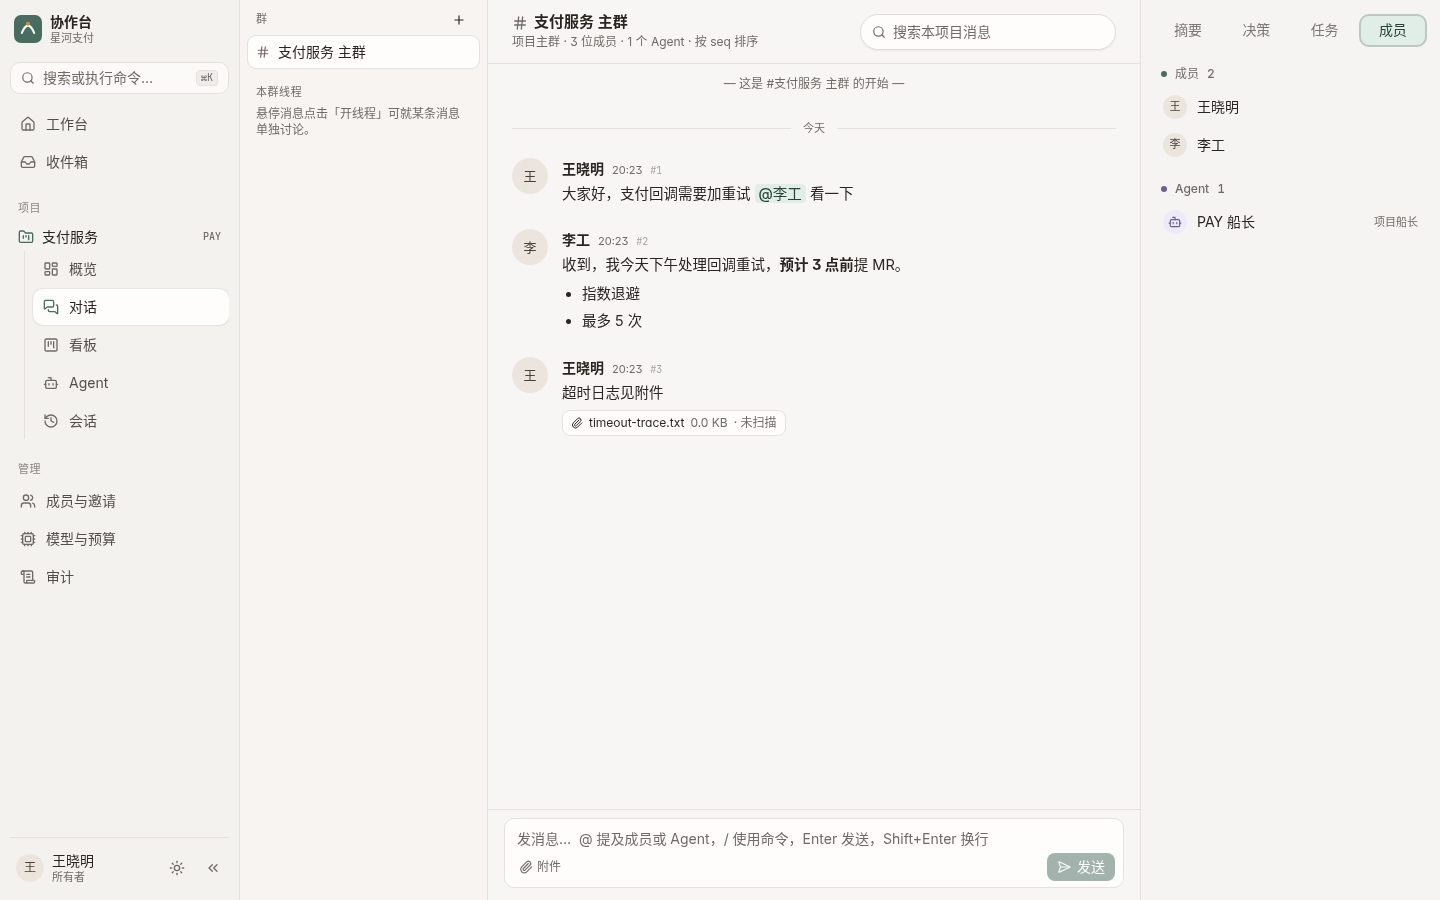 协作台
星河支付
搜索或执行命令... ⌘K
工作台
收件箱
项目
支付服务 PAY
概览
对话
看板
Agent
会话
管理
成员与邀请
模型与预算
审计
王
王晓明
所有者
群
支付服务 主群
本群线程
悬停消息点击「开线程」可就某条消息
单独讨论。
支付服务 主群
项目主群 · 3 位成员 · 1 个 Agent · 按 seq 排序
搜索本项目消息
— 这是 #支付服务 主群 的开始 —
今天
王
王晓明 20:23 #1
大家好，支付回调需要加重试 @李工 看一下
李
李工 20:23 #2
收到，我今天下午处理回调重试，预计 3 点前提 MR。
• 指数退避
• 最多 5 次
王
王晓明 20:23 #3
超时日志见附件
timeout-trace.txt 0.0 KB · 未扫描
发消息... @ 提及成员或 Agent，/ 使用命令，Enter 发送，Shift+Enter 换行
附件
发送
摘要 决策 任务 成员
成员 2
王 王晓明
李 李工
Agent 1
PAY 船长 项目船长